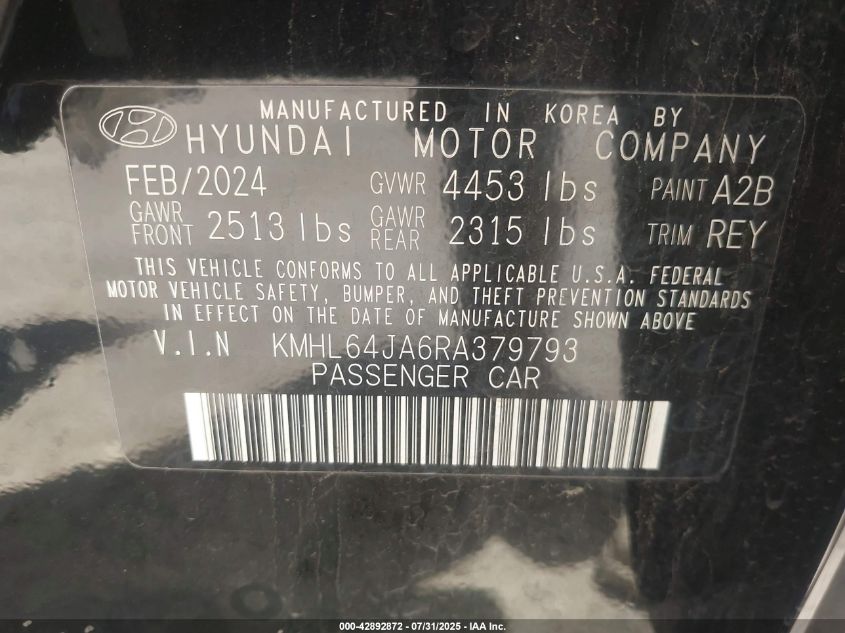 MANUFACTURED IN KOREA BY
HYUNDAI MOTOR COMPANY
FEB/2024 GVWR 4453 lbs PAINT A2B
GAWR FRONT 2513 lbs GAWR REAR 2315 lbs TRIM REY
THIS VEHICLE CONFORMS TO ALL APPLICABLE U.S.A. FEDERAL
MOTOR VEHICLE SAFETY, BUMPER, AND THEFT PREVENTION STANDARDS
IN EFFECT ON THE DATE OF MANUFACTURE SHOWN ABOVE
V.I.N KMHL64JA6RA379793
PASSENGER CAR
000-42892872 - 07/31/2025 - IAA Inc.